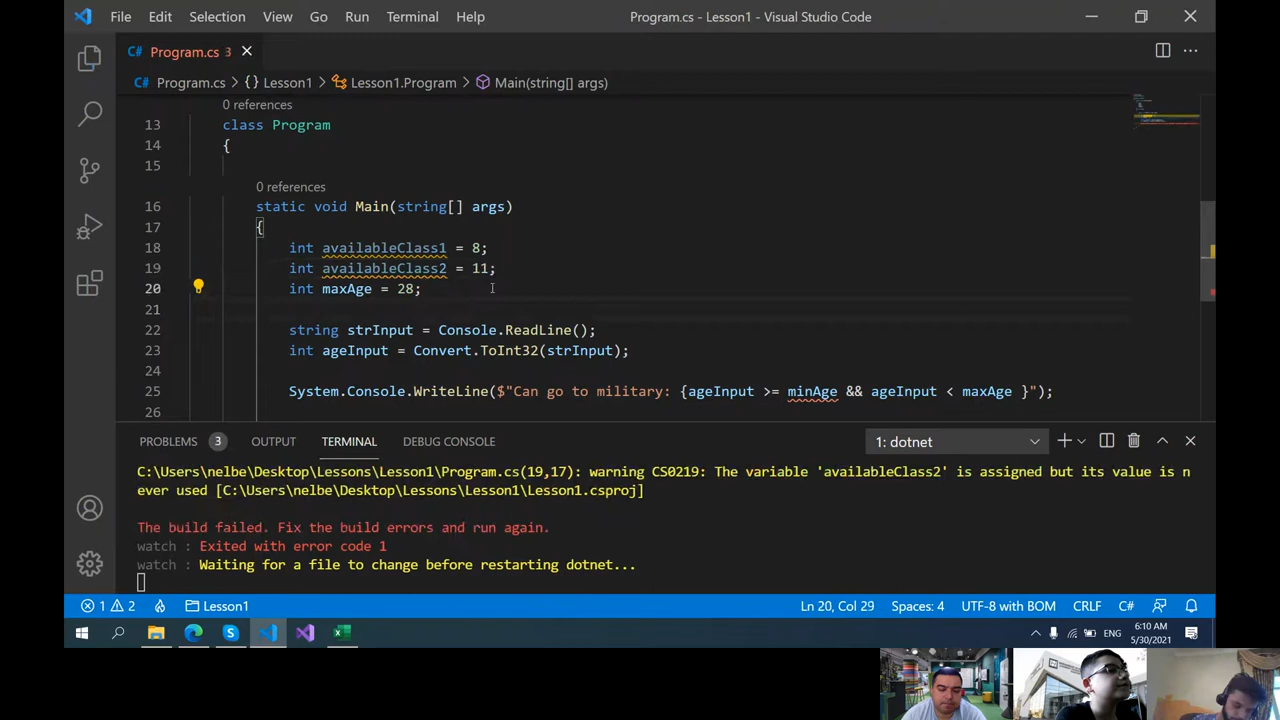 File Edit Selection View Go Run Terminal Help Program.cs - Lesson1 - Visual Studio Code
C# Program.cs 3
C# Program.cs > {} Lesson1 > Lesson1.Program > Main(string[] args)
0 references
13 class Program
14 {
15
0 references
16 static void Main(string[] args)
17 {
18 int availableClass1 = 8;
19 int availableClass2 = 11;
20 int maxAge = 28;
21
22 string strInput = Console.ReadLine();
23 int ageInput = Convert.ToInt32(strInput);
24
25 System.Console.WriteLine($"Can go to military: {ageInput >= minAge && ageInput < maxAge }");
26
PROBLEMS 3 OUTPUT TERMINAL DEBUG CONSOLE 1: dotnet
C:\Users\nelbe\Desktop\Lessons\Lesson1\Program.cs(19,17): warning CS0219: The variable 'availableClass2' is assigned but its value is n
ever used [C:\Users\nelbe\Desktop\Lessons\Lesson1\Lesson1.csproj]
The build failed. Fix the build errors and run again.
watch : Exited with error code 1
watch : Waiting for a file to change before restarting dotnet...
1 2 Lesson1 Ln 20, Col 29 Spaces: 4 UTF-8 with BOM CRLF C#
ENG 6:10 AM
5/30/2021